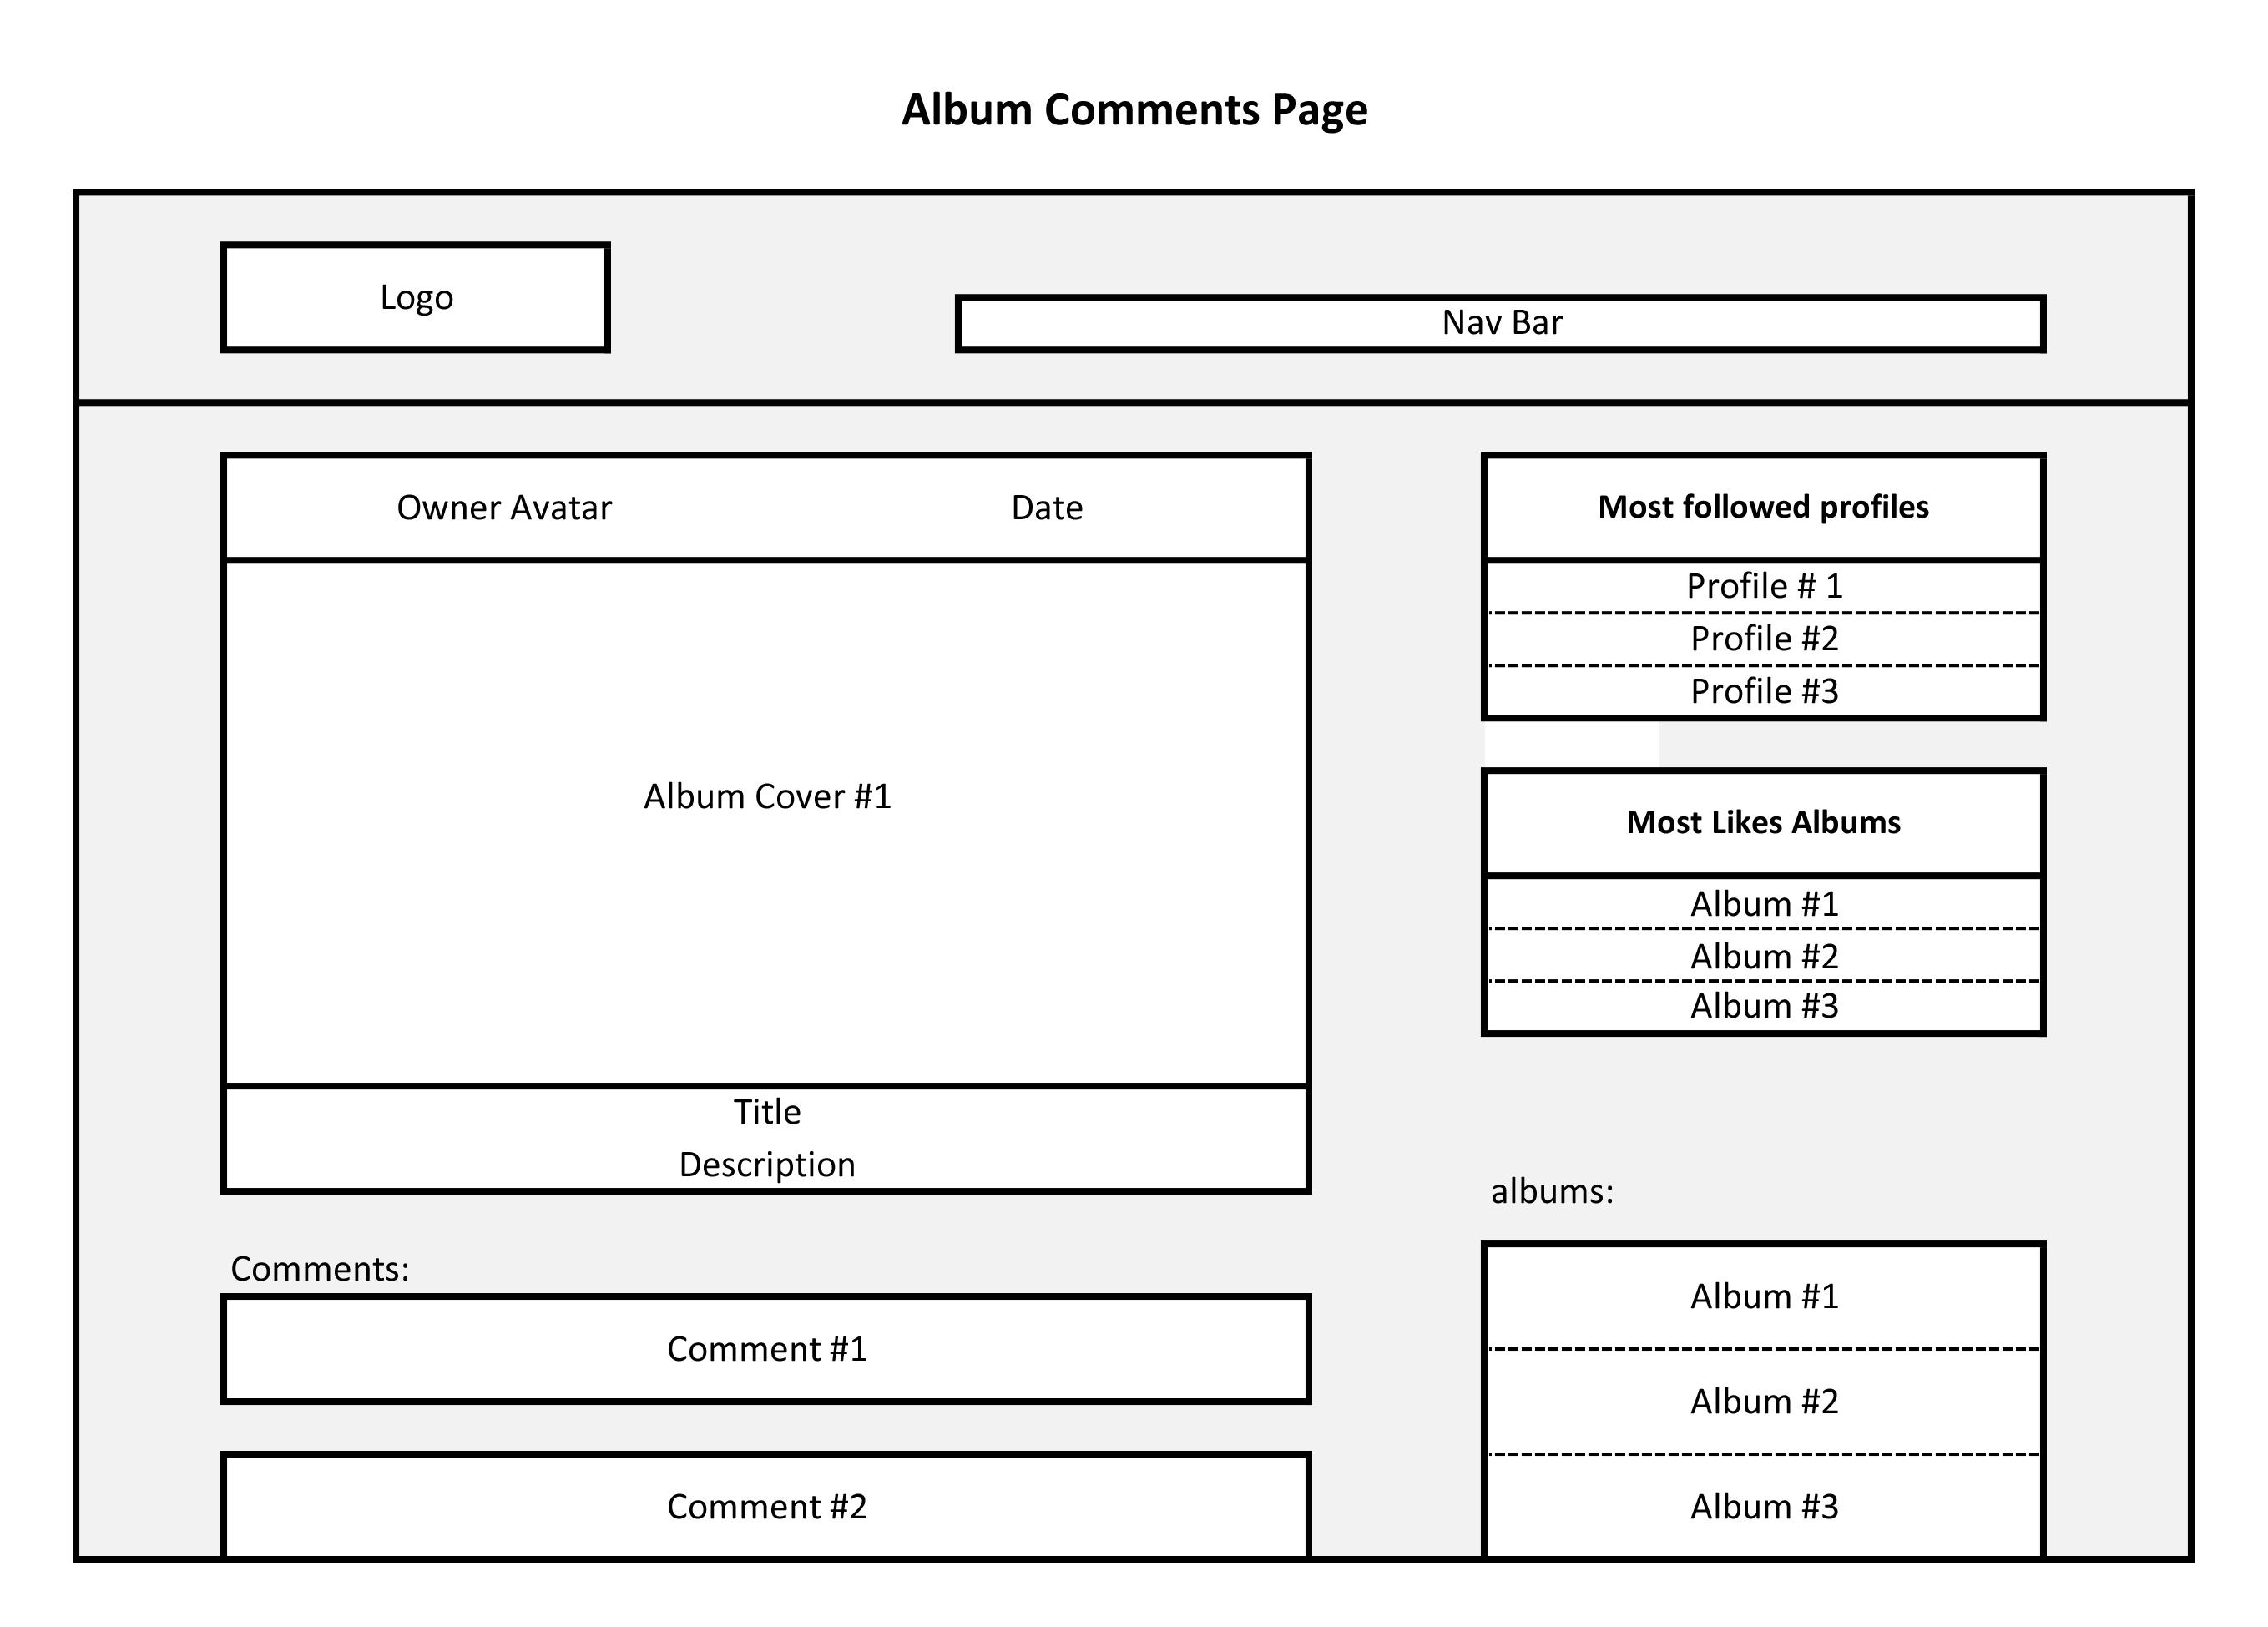 Album Comments Page
Logo
Nav Bar
Owner Avatar
Date
Album Cover #1
Title
Description
Comments:
Comment #1
Comment #2
Most followed profiles
Profile # 1
Profile #2
Profile #3
Most Likes Albums
Album #1
Album #2
Album #3
albums:
Album #1
Album #2
Album #3